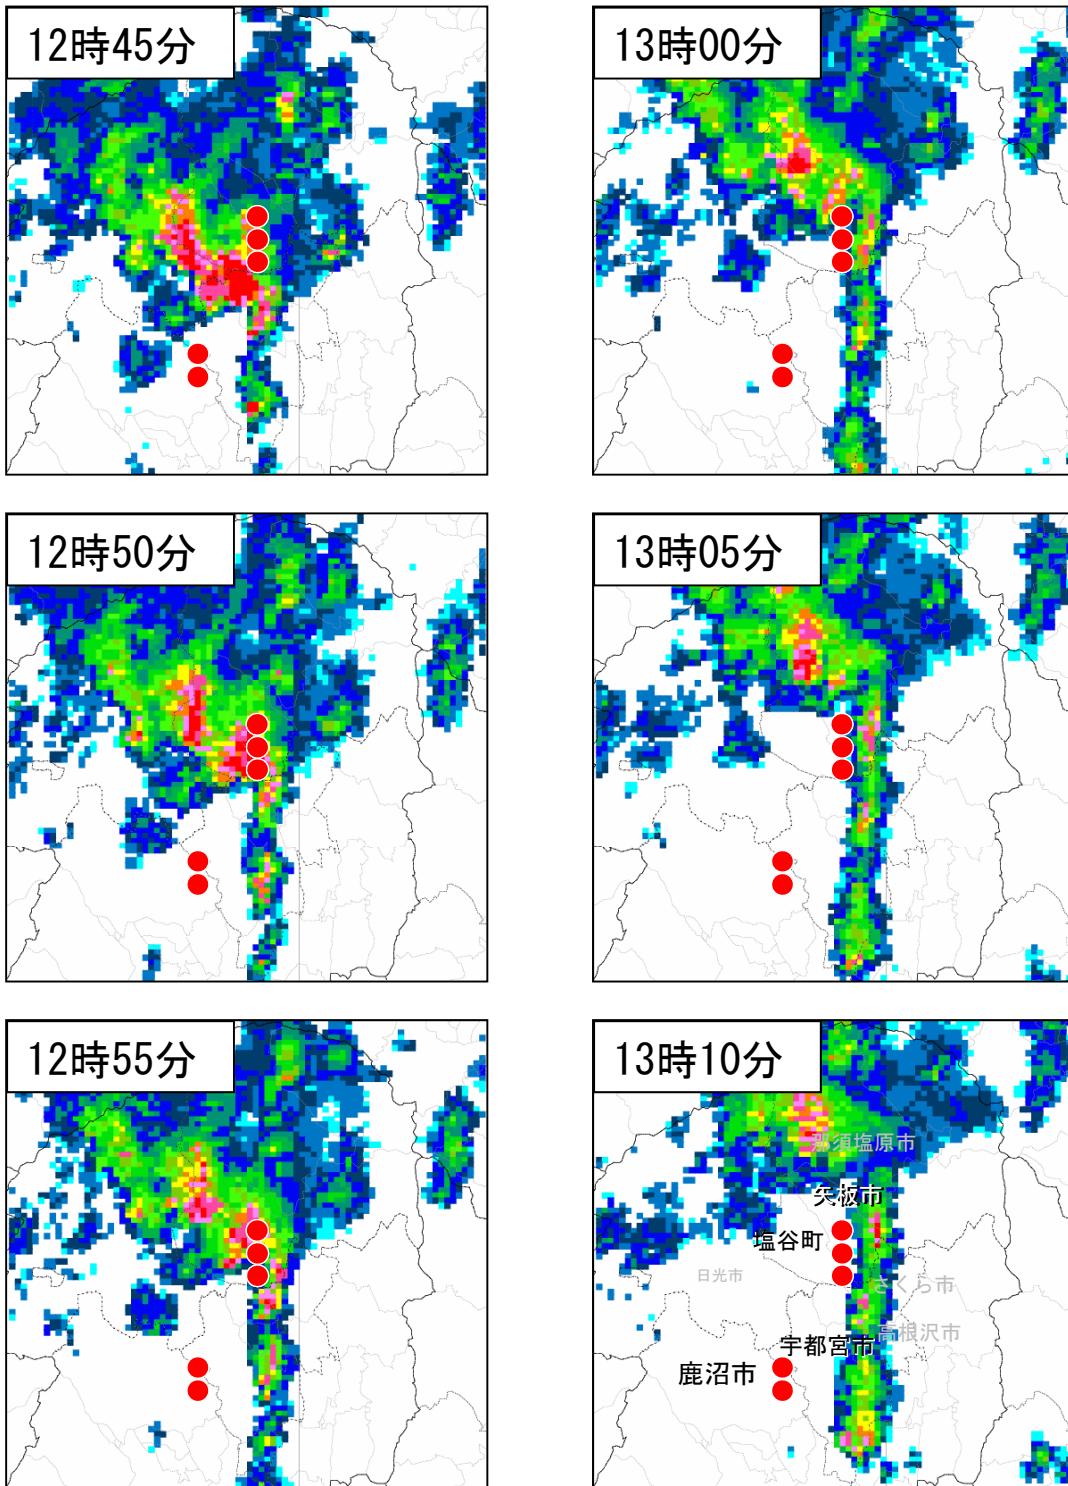 12時45分
13時00分
12時50分
13時05分
12時55分
13時10分
那須塩原市
矢板市
塩谷町
日光市
さくら市
高根沢市
宇都宮市
鹿沼市